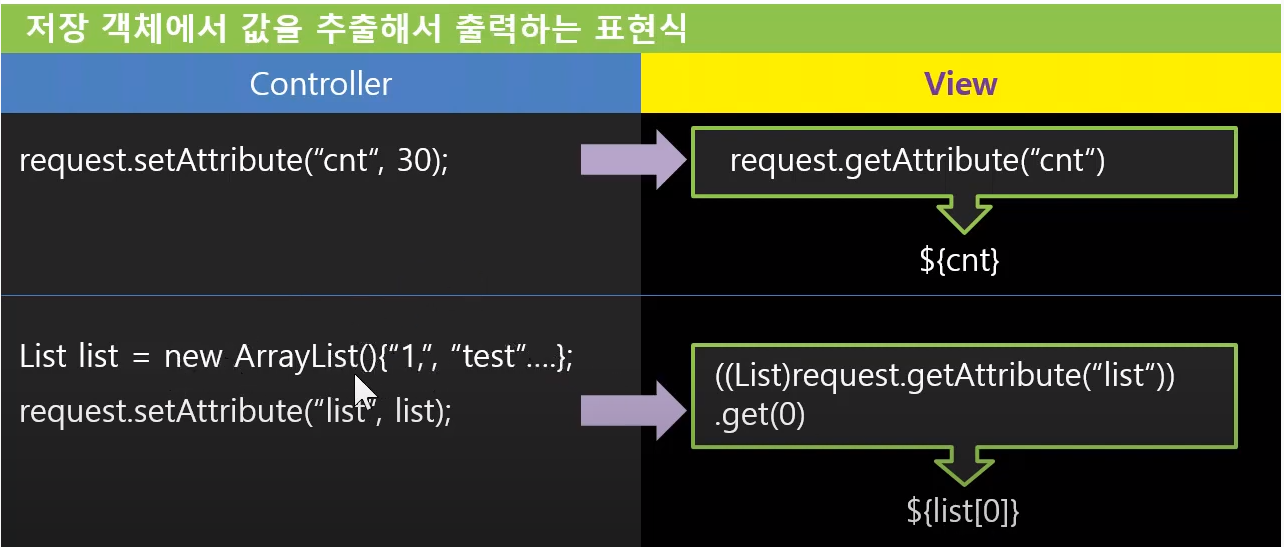 저장 객체에서 값을 추출해서 출력하는 표현식
Controller
View
request.setAttribute(“cnt“, 30);
request.getAttribute(“cnt“)
${cnt}
List list = new ArrayList(){“1,”, “test”....};
request.setAttribute(“list“, list);
((List)request.getAttribute(“list“))
.get(0)
${list[0]}